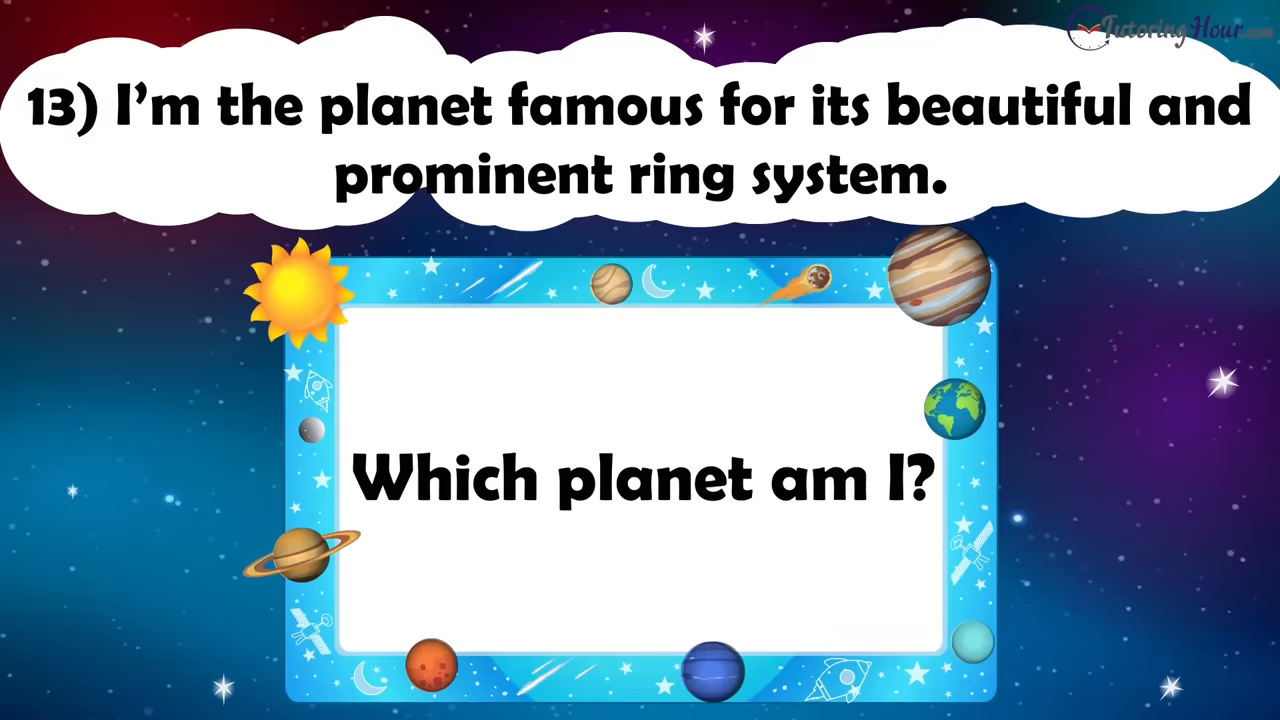 TutoringHour.com
13) I'm the planet famous for its beautiful and
prominent ring system.
Which planet am I?